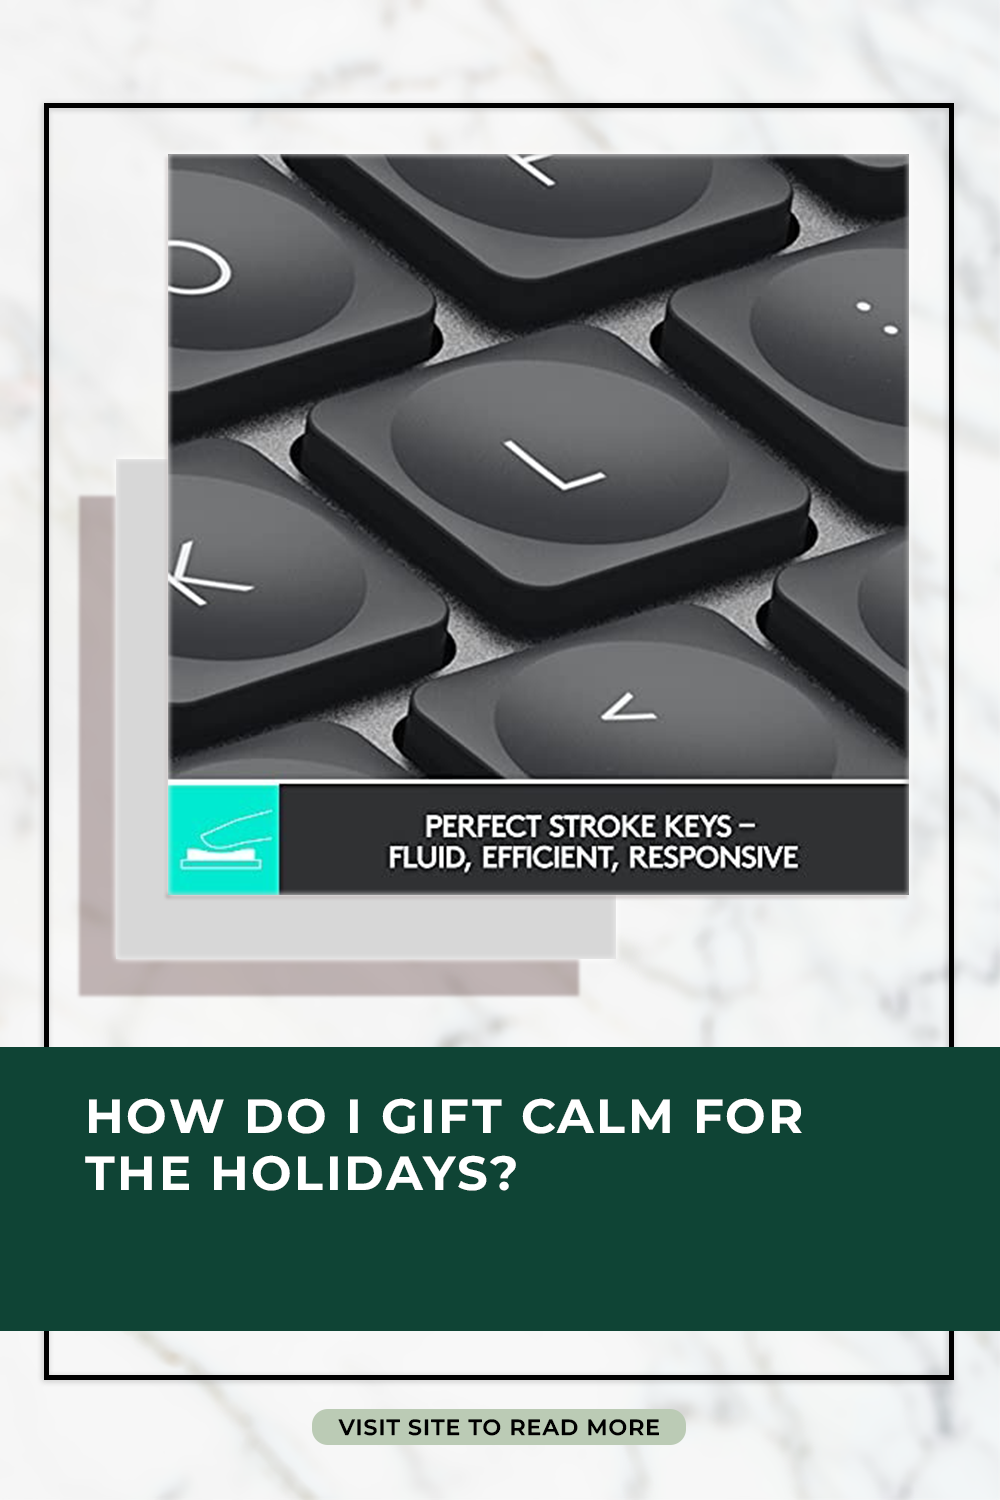 P
O
:
L
K
<
PERFECT STROKE KEYS –
FLUID, EFFICIENT, RESPONSIVE
HOW DO I GIFT CALM FOR
THE HOLIDAYS?
VISIT SITE TO READ MORE